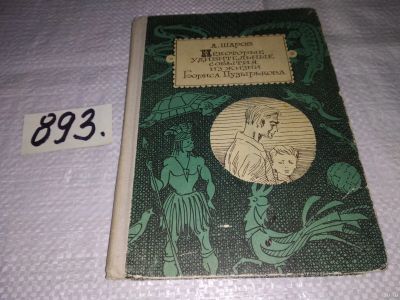 А. ШАРОВ
НЕКОТОРЫЕ
УДИВИТЕЛЬНЫЕ
СОБЫТИЯ
ИЗ ЖИЗНИ
БОРИСА ПУЗЫРЬКОВА
893.